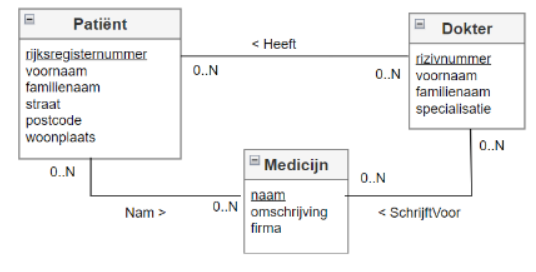 Patiënt
rijksregisternummer
voornaam
familienaam
straat
postcode
woonplaats
< Heeft
0..N
0..N
Dokter
rizivnummer
voornaam
familienaam
specialisatie
0..N
0..N
Nam >
0..N
Medicijn
naam
omschrijving
firma
0..N
< SchrijftVoor